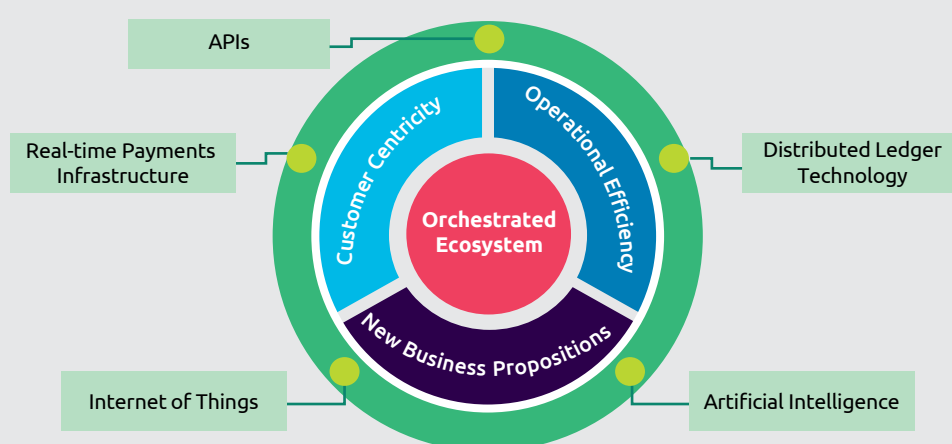 APIs
Real-time Payments
Infrastructure
Distributed Ledger
Technology
Customer Centricity
Operational Efficiency
Orchestrated
Ecosystem
New Business Propositions
Internet of Things
Artificial Intelligence